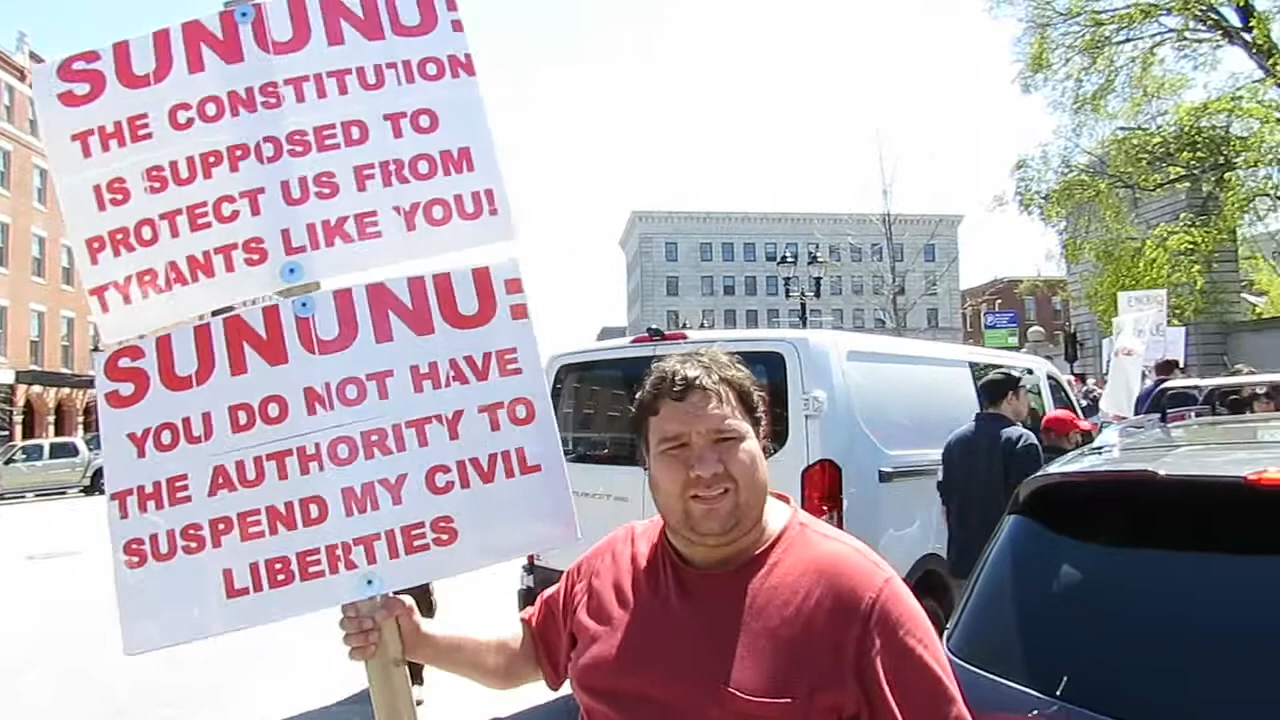 SUNUNU:
THE CONSTITUTION
IS SUPPOSED TO
PROTECT US FROM
TYRANTS LIKE YOU!
SUNUNU:
YOU DO NOT HAVE
THE AUTHORITY TO
SUSPEND MY CIVIL
LIBERTIES
ENOUGH